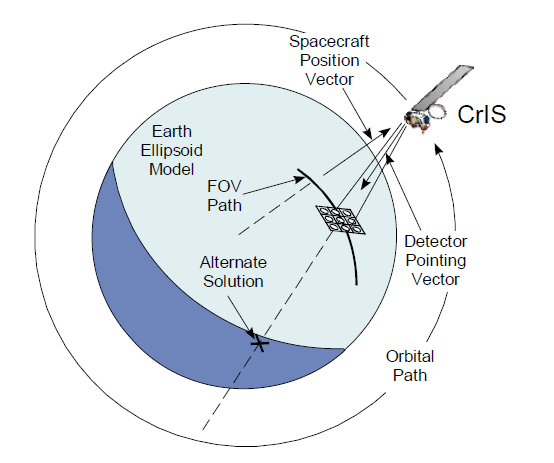 Spacecraft
Position
Vector
CrIS
Earth
Ellipsoid
Model
FOV
Path
Alternate
Solution
Detector
Pointing
Vector
Orbital
Path